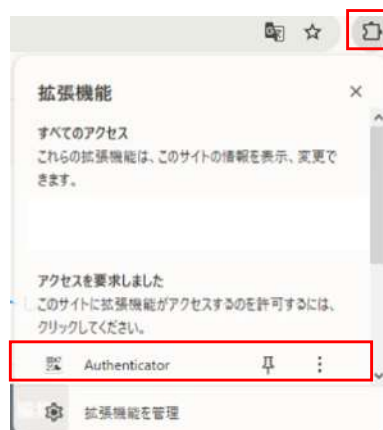 拡張機能
すべてのアクセス
これらの拡張機能は、このサイトの情報を表示、変更で
きます。
アクセスを要求しました
このサイトに拡張機能がアクセスするのを許可するには、
クリックしてください。
Authenticator
拡張機能を管理